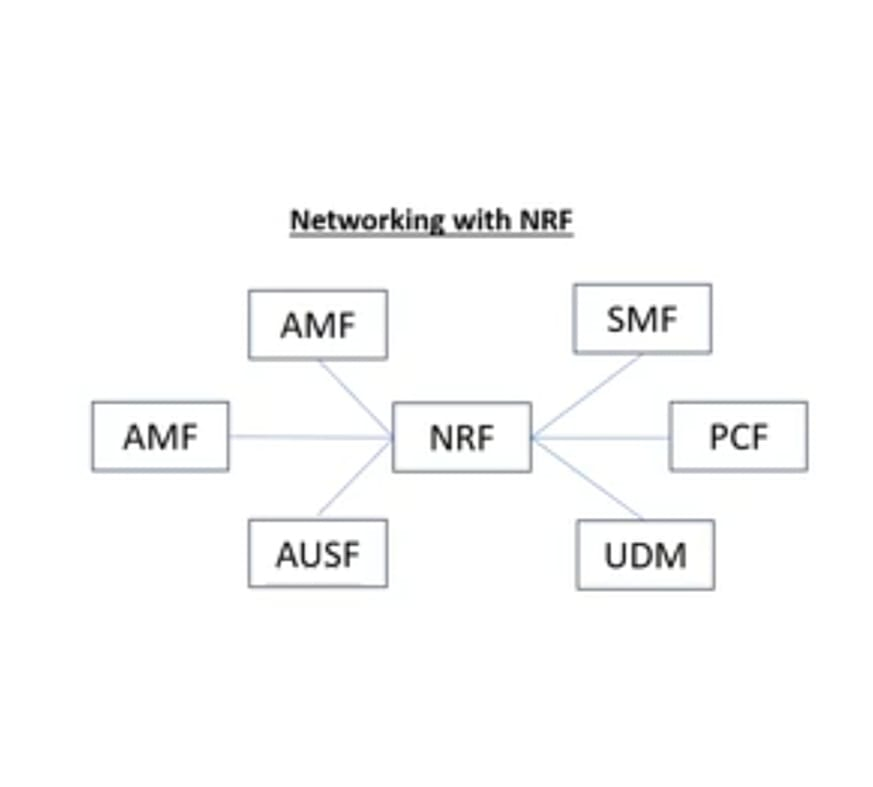 Networking with NRF
AMF
SMF
AMF
NRF
PCF
AUSF
UDM